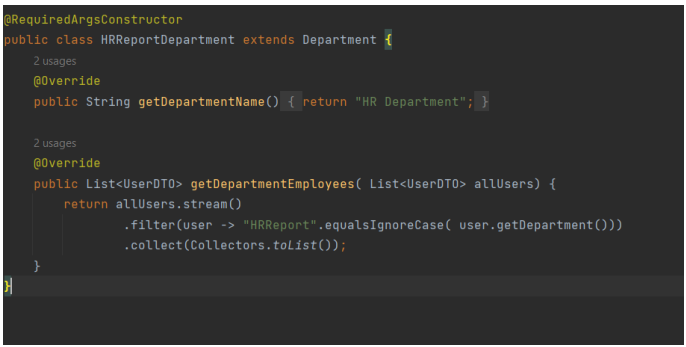 @RequiredArgsConstructor
public class HRReportDepartment extends Department {
2 usages
@Override
public String getDepartmentName() { return "HR Department"; }
2 usages
@Override
public List<UserDTO> getDepartmentEmployees( List<UserDTO> allUsers) {
return allUsers.stream()
.filter(user -> "HRReport".equalsIgnoreCase( user.getDepartment()))
.collect(Collectors.toList());
}
}